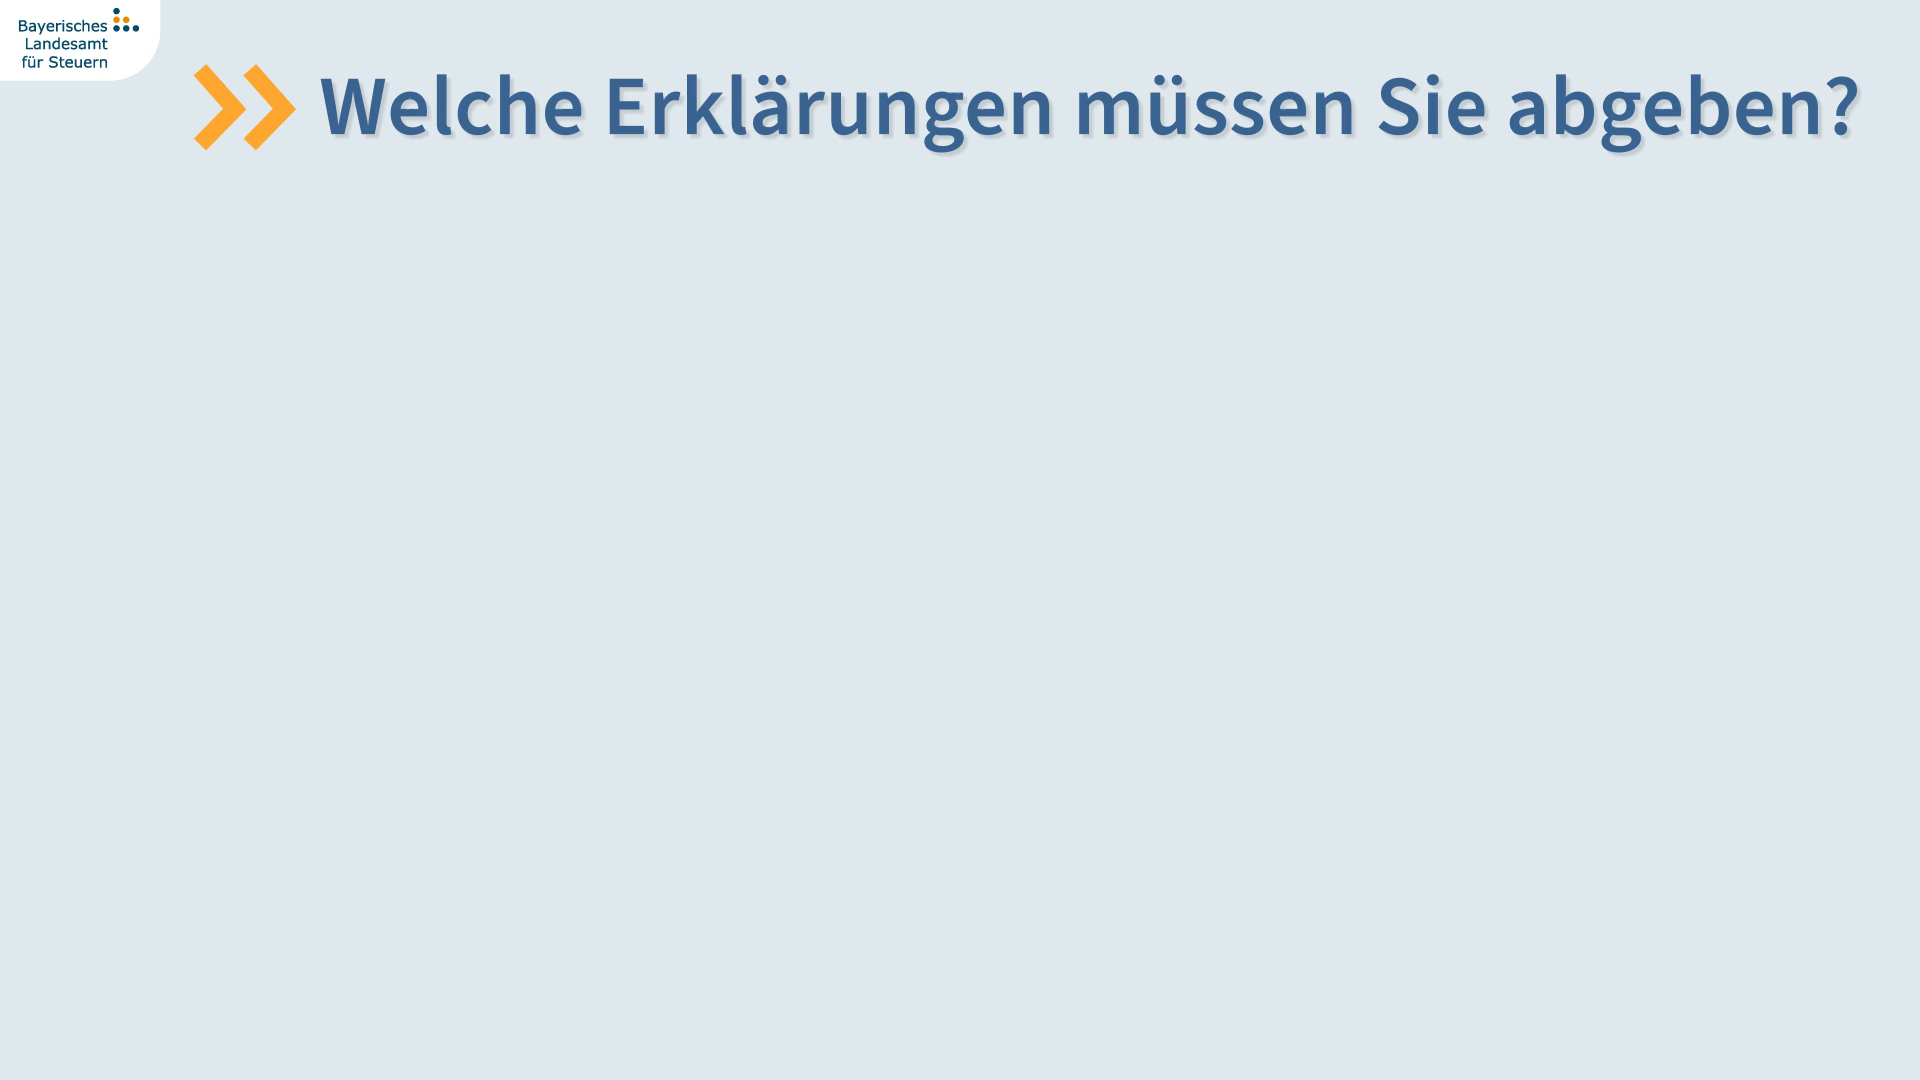 Bayerisches
Landesamt
für Steuern
Welche Erklärungen müssen Sie abgeben?